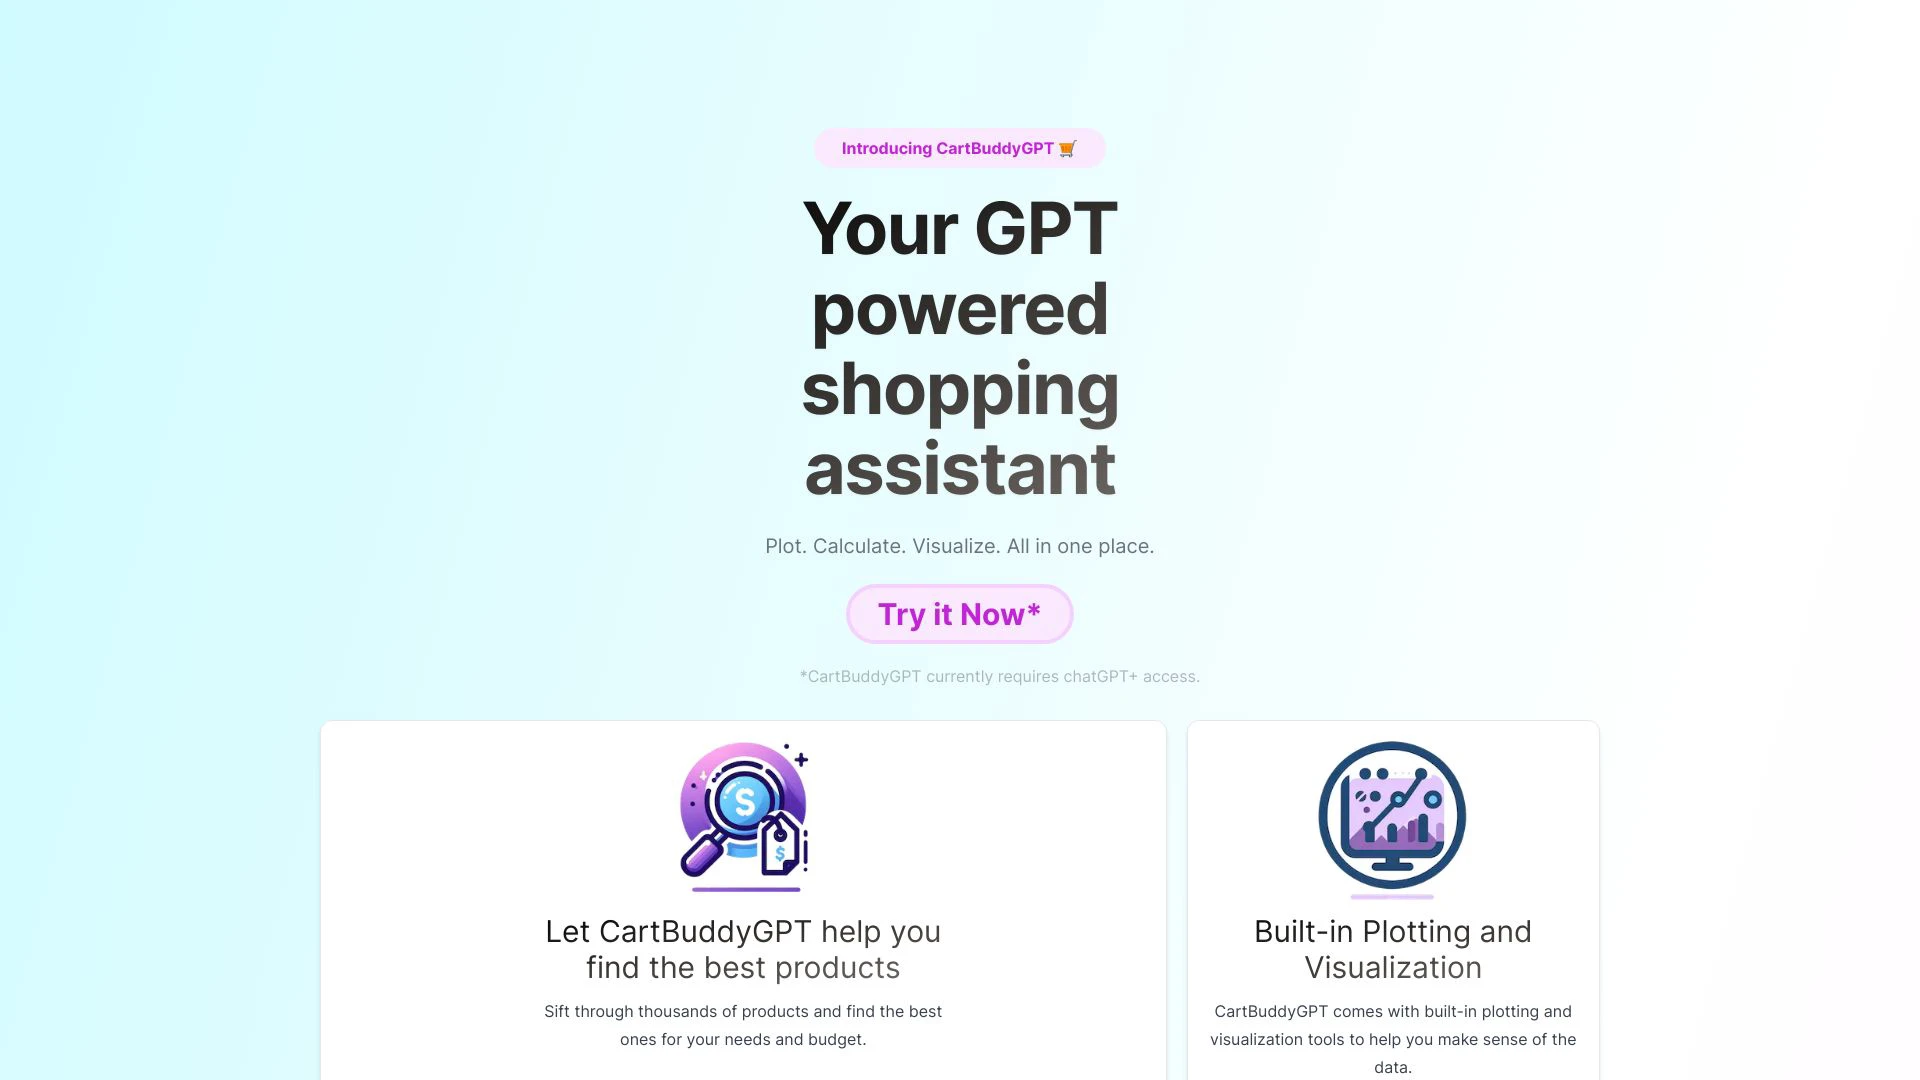 Introducing CartBuddyGPT 🛒
Your GPT
powered
shopping
assistant
Plot. Calculate. Visualize. All in one place.
Try it Now*
*CartBuddyGPT currently requires chatGPT+ access.
$
$
Let CartBuddyGPT help you
find the best products
Sift through thousands of products and find the best
ones for your needs and budget.
Built-in Plotting and
Visualization
CartBuddyGPT comes with built-in plotting and
visualization tools to help you make sense of the
data.